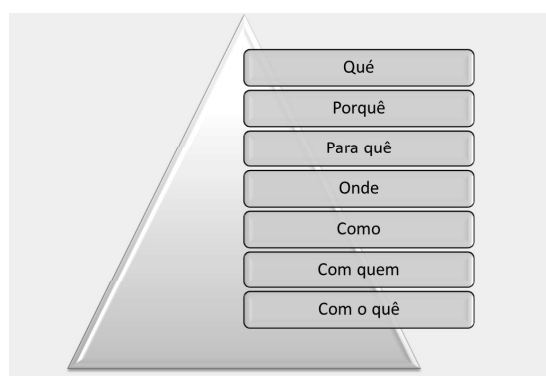 Qué
Porquê
Para quê
Onde
Como
Com quem
Com o quê